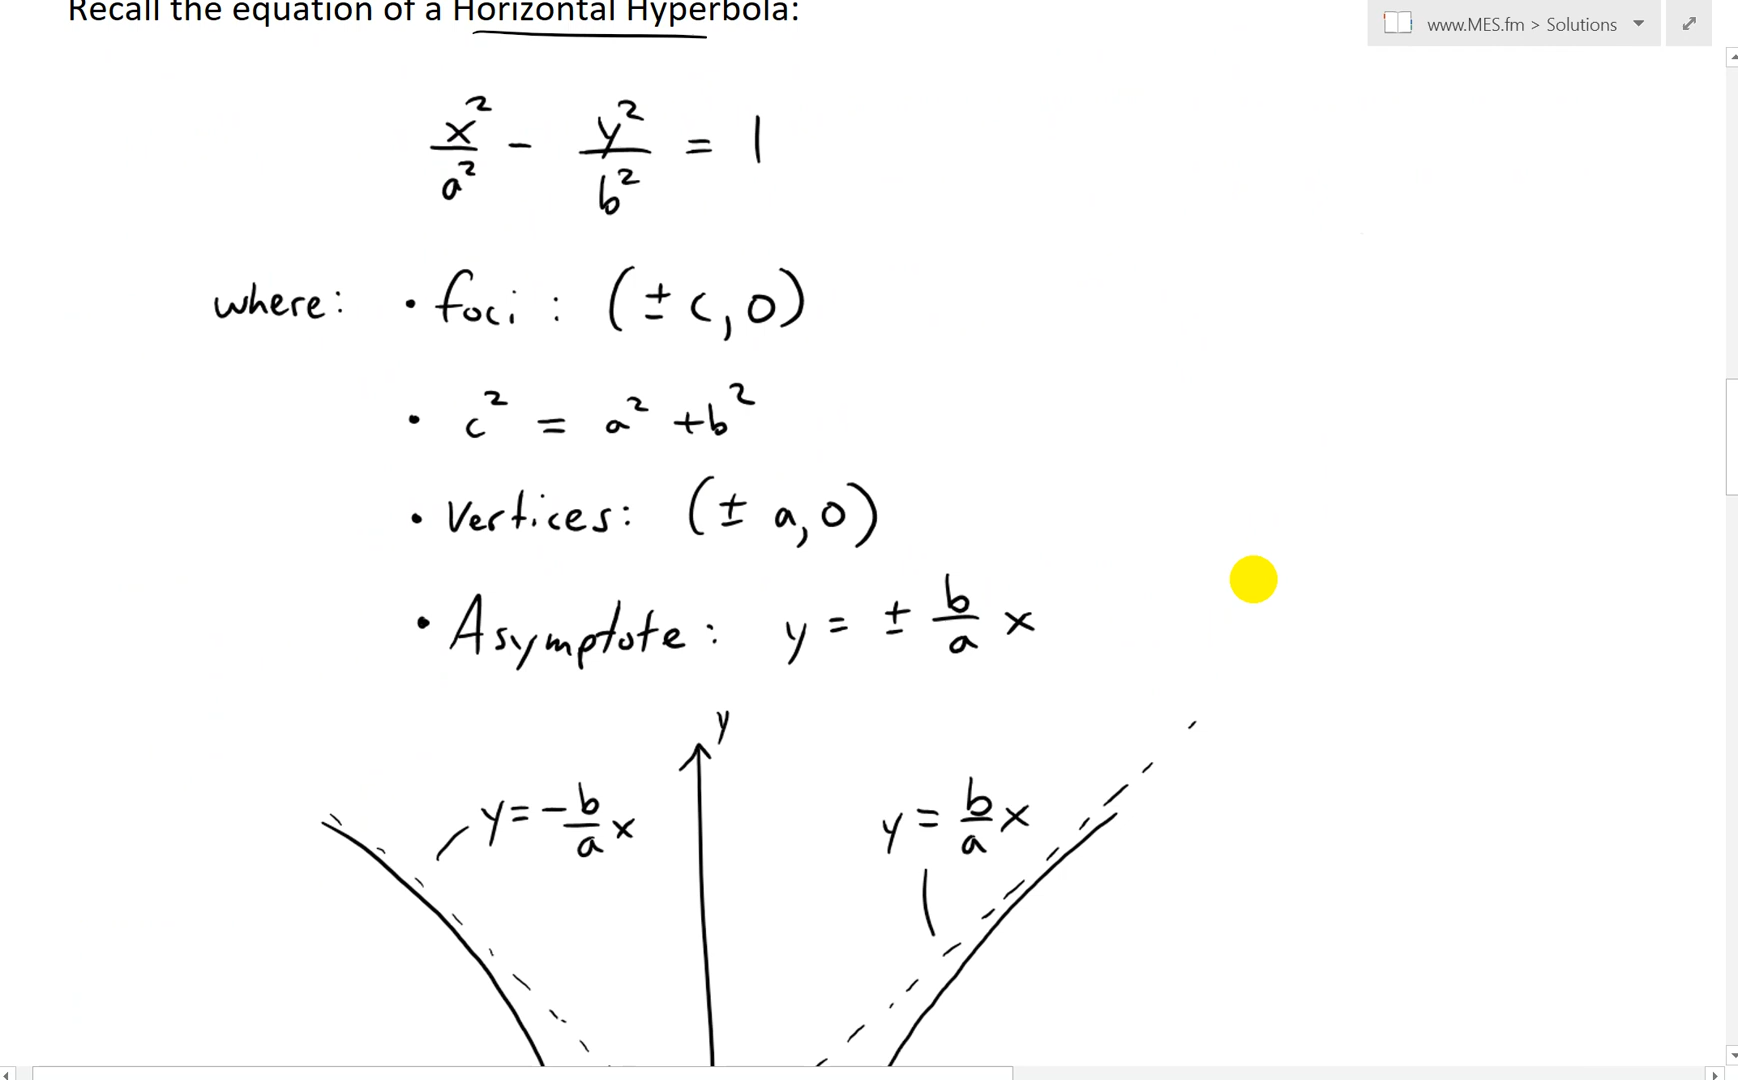 Recall the equation of a Horizontal Hyperbola:
www.MES.fm > Solutions
x²/a² - y²/b² = 1
where: • foci : (± c, 0)
• c² = a² + b²
• Vertices: (± a, 0)
• Asymptote: y = ± b/a x
y
y = - b/a x
y = b/a x